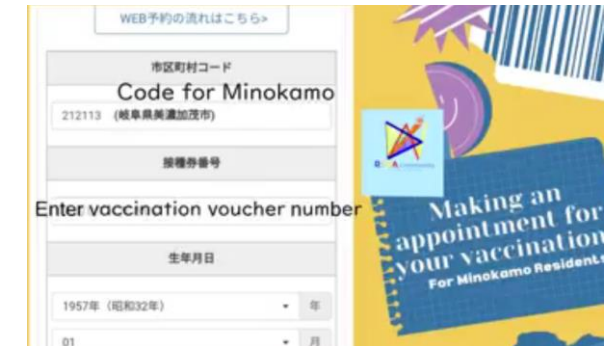 WEB予約の流れはこちら>
市区町村コード
Code for Minokamo
212113 (岐阜県美濃加茂市)
接種券番号
Enter vaccination voucher number
生年月日
1957年 (昭和32年)
年
01
月
Making an
appointment for
your vaccination
For Minokamo Residents